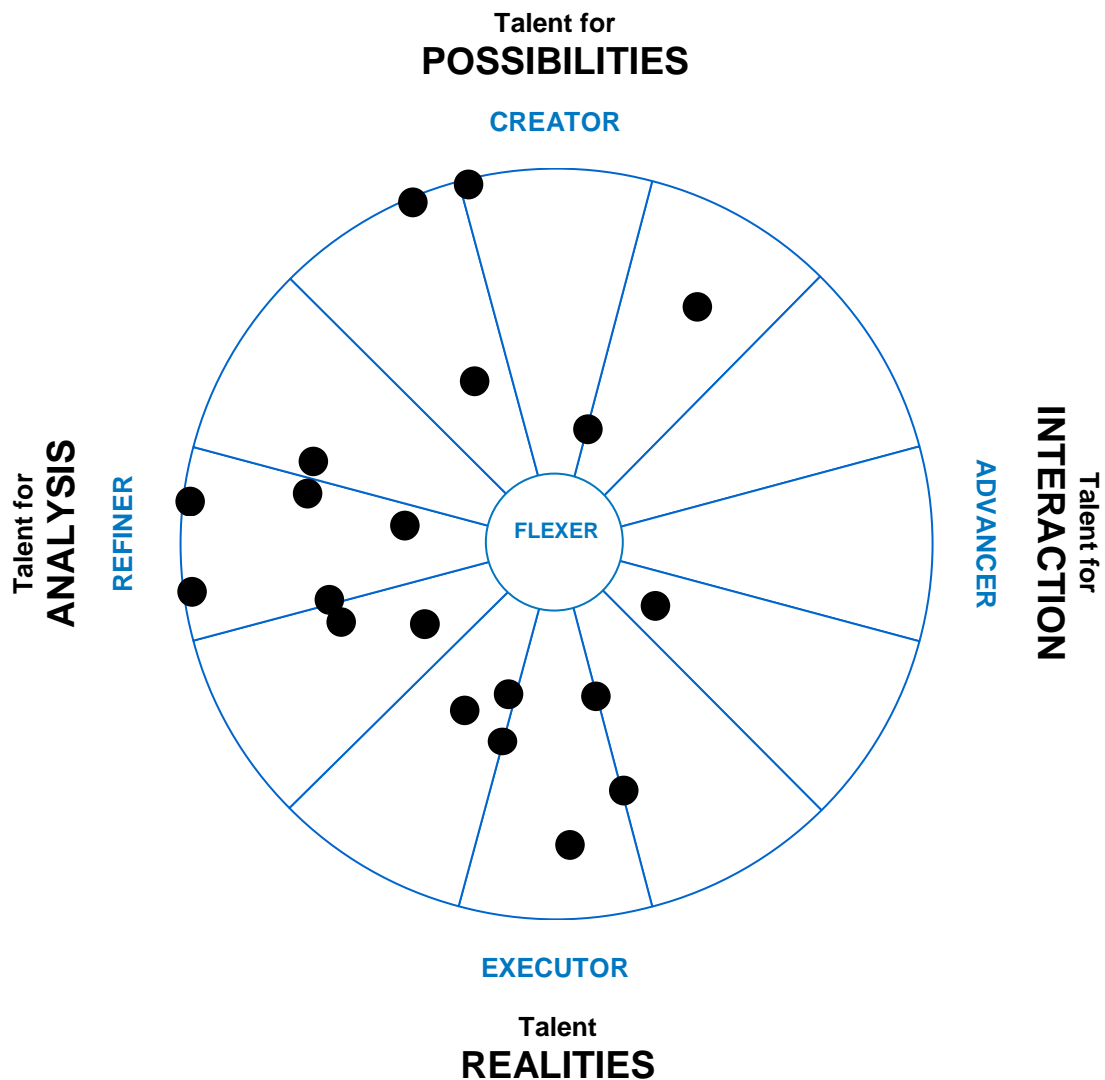 Talent for
POSSIBILITIES
CREATOR
Talent for
ANALYSIS
REFINER
FLEXER
ADVANCER
Talent for
INTERACTION
EXECUTOR
Talent
REALITIES